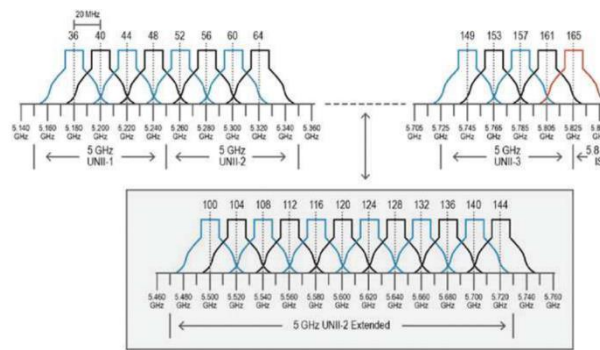 20 MHz
36 40 44 48 52 56 60 64
149 153 157 161 165
5.140 5.160 5.180 5.200 5.220 5.240 5.260 5.280 5.300 5.320 5.340 5.360
GHz GHz GHz GHz GHz GHz GHz GHz GHz GHz GHz GHz
5.705 5.725 5.745 5.765 5.785 5.805 5.825
GHz GHz GHz GHz GHz GHz GHz
5 GHz
UNII-1
5 GHz
UNII-2
5 GHz
UNII-3
5.8
IS
100 104 108 112 116 120 124 128 132 136 140 144
5.460 5.480 5.500 5.520 5.540 5.560 5.580 5.600 5.620 5.640 5.660 5.680 5.700 5.720 5.740 5.760
GHz GHz GHz GHz GHz GHz GHz GHz GHz GHz GHz GHz GHz GHz GHz GHz
5 GHz UNII-2 Extended